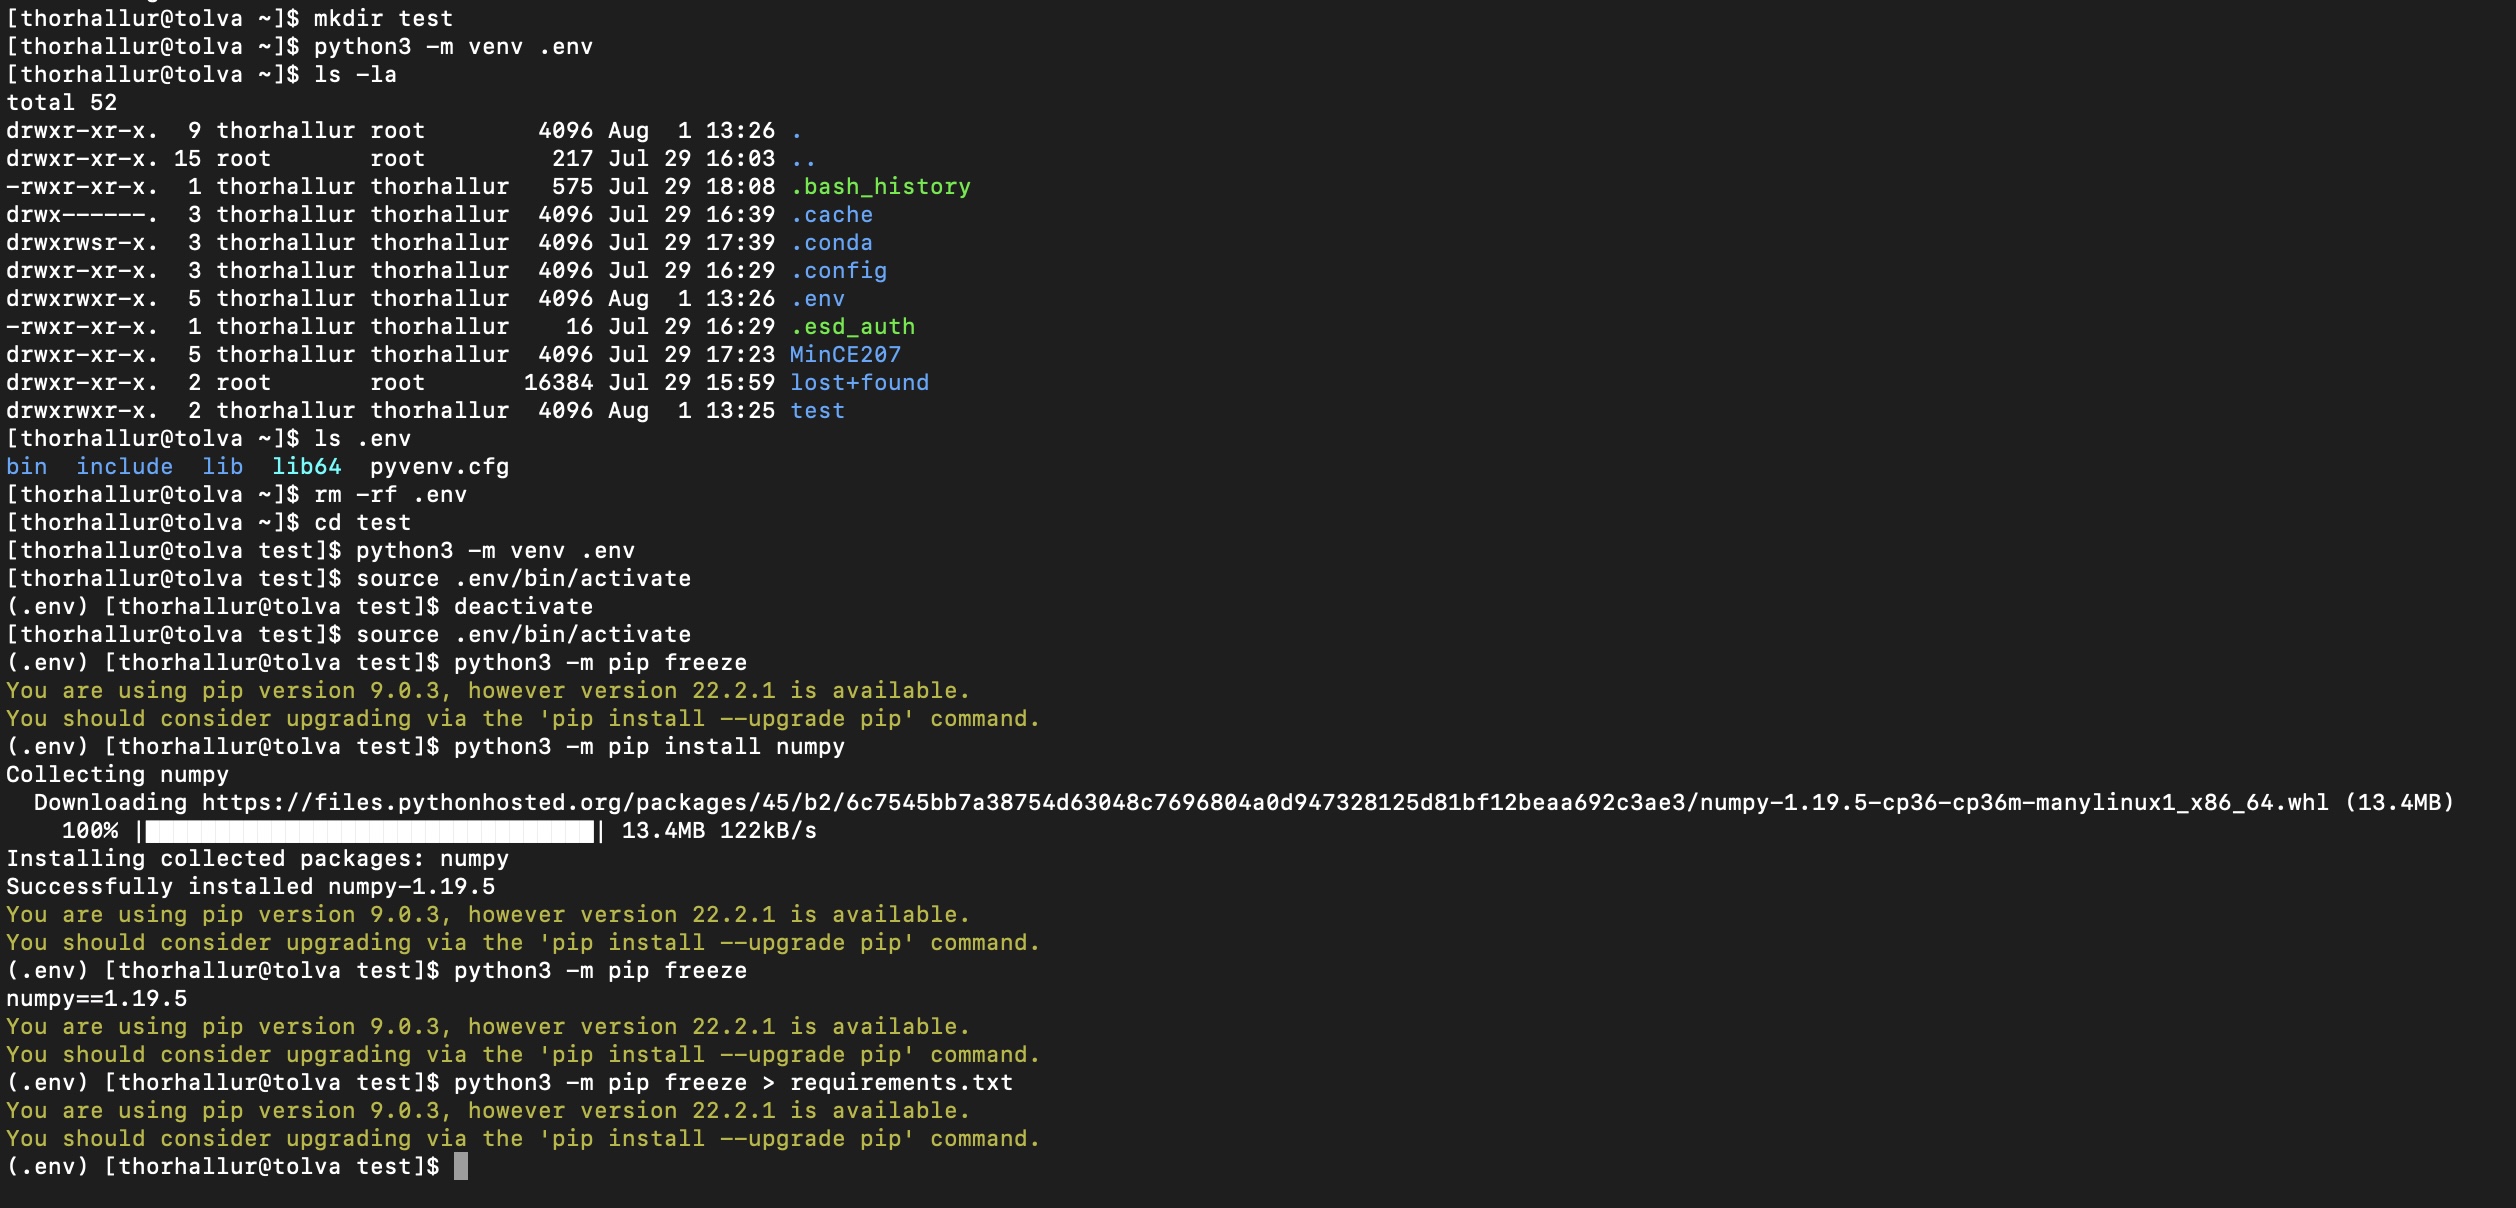 [thorhallur@tolva ~]$ mkdir test
[thorhallur@tolva ~]$ python3 -m venv .env
[thorhallur@tolva ~]$ ls -la
total 52
drwxr-xr-x.  9 thorhallur root        4096 Aug  1 13:26 .
drwxr-xr-x. 15 root       root         217 Jul 29 16:03 ..
-rwxr-xr-x.  1 thorhallur thorhallur   575 Jul 29 18:08 .bash_history
drwx------.  3 thorhallur thorhallur  4096 Jul 29 16:39 .cache
drwxrwsr-x.  3 thorhallur thorhallur  4096 Jul 29 17:39 .conda
drwxr-xr-x.  3 thorhallur thorhallur  4096 Jul 29 16:29 .config
drwxrwxr-x.  5 thorhallur thorhallur  4096 Aug  1 13:26 .env
-rwxr-xr-x.  1 thorhallur thorhallur    16 Jul 29 16:29 .esd_auth
drwxr-xr-x.  5 thorhallur thorhallur  4096 Jul 29 17:23 MinCE207
drwxr-xr-x.  2 root       root       16384 Jul 29 15:59 lost+found
drwxrwxr-x.  2 thorhallur thorhallur  4096 Aug  1 13:25 test
[thorhallur@tolva ~]$ ls .env
bin  include  lib  lib64  pyvenv.cfg
[thorhallur@tolva ~]$ rm -rf .env
[thorhallur@tolva ~]$ cd test
[thorhallur@tolva test]$ python3 -m venv .env
[thorhallur@tolva test]$ source .env/bin/activate
(.env) [thorhallur@tolva test]$ deactivate
[thorhallur@tolva test]$ source .env/bin/activate
(.env) [thorhallur@tolva test]$ python3 -m pip freeze
You are using pip version 9.0.3, however version 22.2.1 is available.
You should consider upgrading via the 'pip install --upgrade pip' command.
(.env) [thorhallur@tolva test]$ python3 -m pip install numpy
Collecting numpy
  Downloading https://files.pythonhosted.org/packages/45/b2/6c7545bb7a38754d63048c7696804a0d947328125d81bf12beaa692c3ae3/numpy-1.19.5-cp36-cp36m-manylinux1_x86_64.whl (13.4MB)
    100% |████████████████████████████████| 13.4MB 122kB/s
Installing collected packages: numpy
Successfully installed numpy-1.19.5
You are using pip version 9.0.3, however version 22.2.1 is available.
You should consider upgrading via the 'pip install --upgrade pip' command.
(.env) [thorhallur@tolva test]$ python3 -m pip freeze
numpy==1.19.5
You are using pip version 9.0.3, however version 22.2.1 is available.
You should consider upgrading via the 'pip install --upgrade pip' command.
(.env) [thorhallur@tolva test]$ python3 -m pip freeze > requirements.txt
You are using pip version 9.0.3, however version 22.2.1 is available.
You should consider upgrading via the 'pip install --upgrade pip' command.
(.env) [thorhallur@tolva test]$